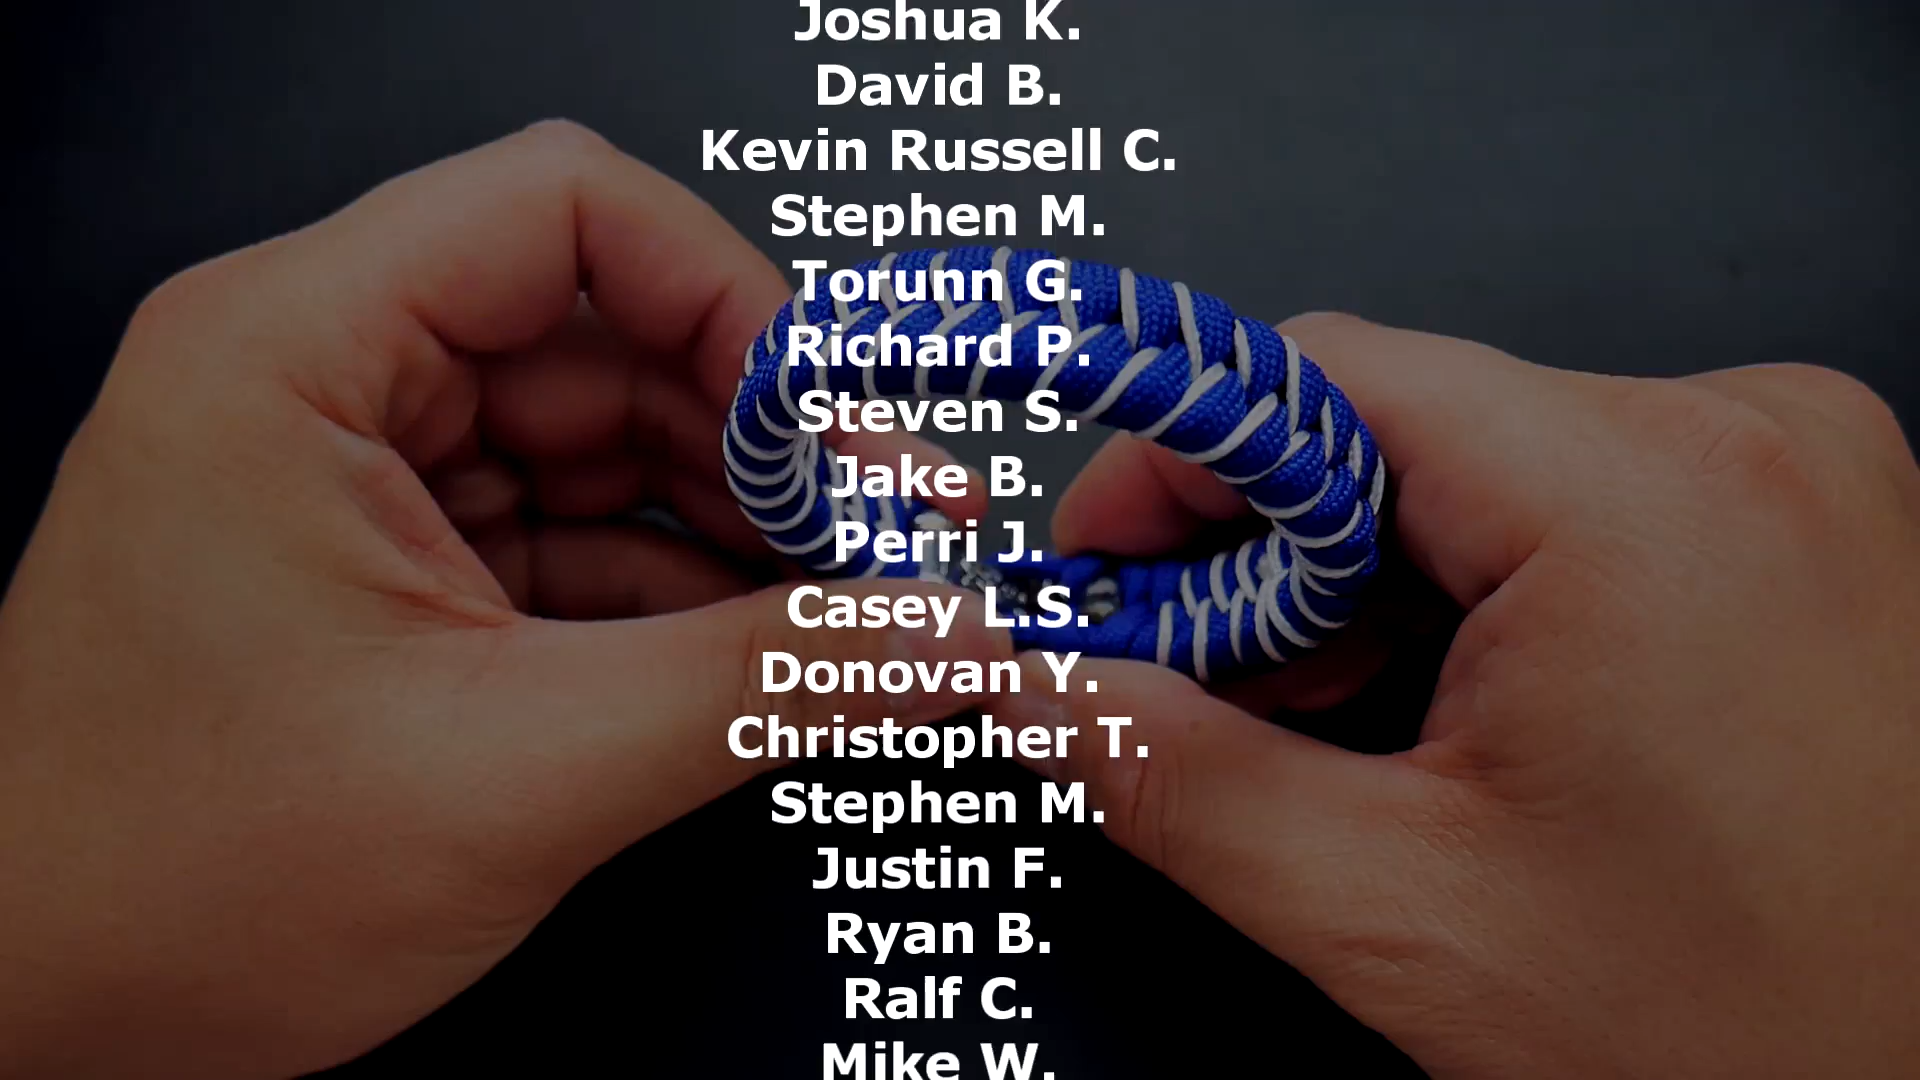 Joshua K.
David B.
Kevin Russell C.
Stephen M.
Torunn G.
Richard P.
Steven S.
Jake B.
Perri J.
Casey L.S.
Donovan Y.
Christopher T.
Stephen M.
Justin F.
Ryan B.
Ralf C.
Mike W.